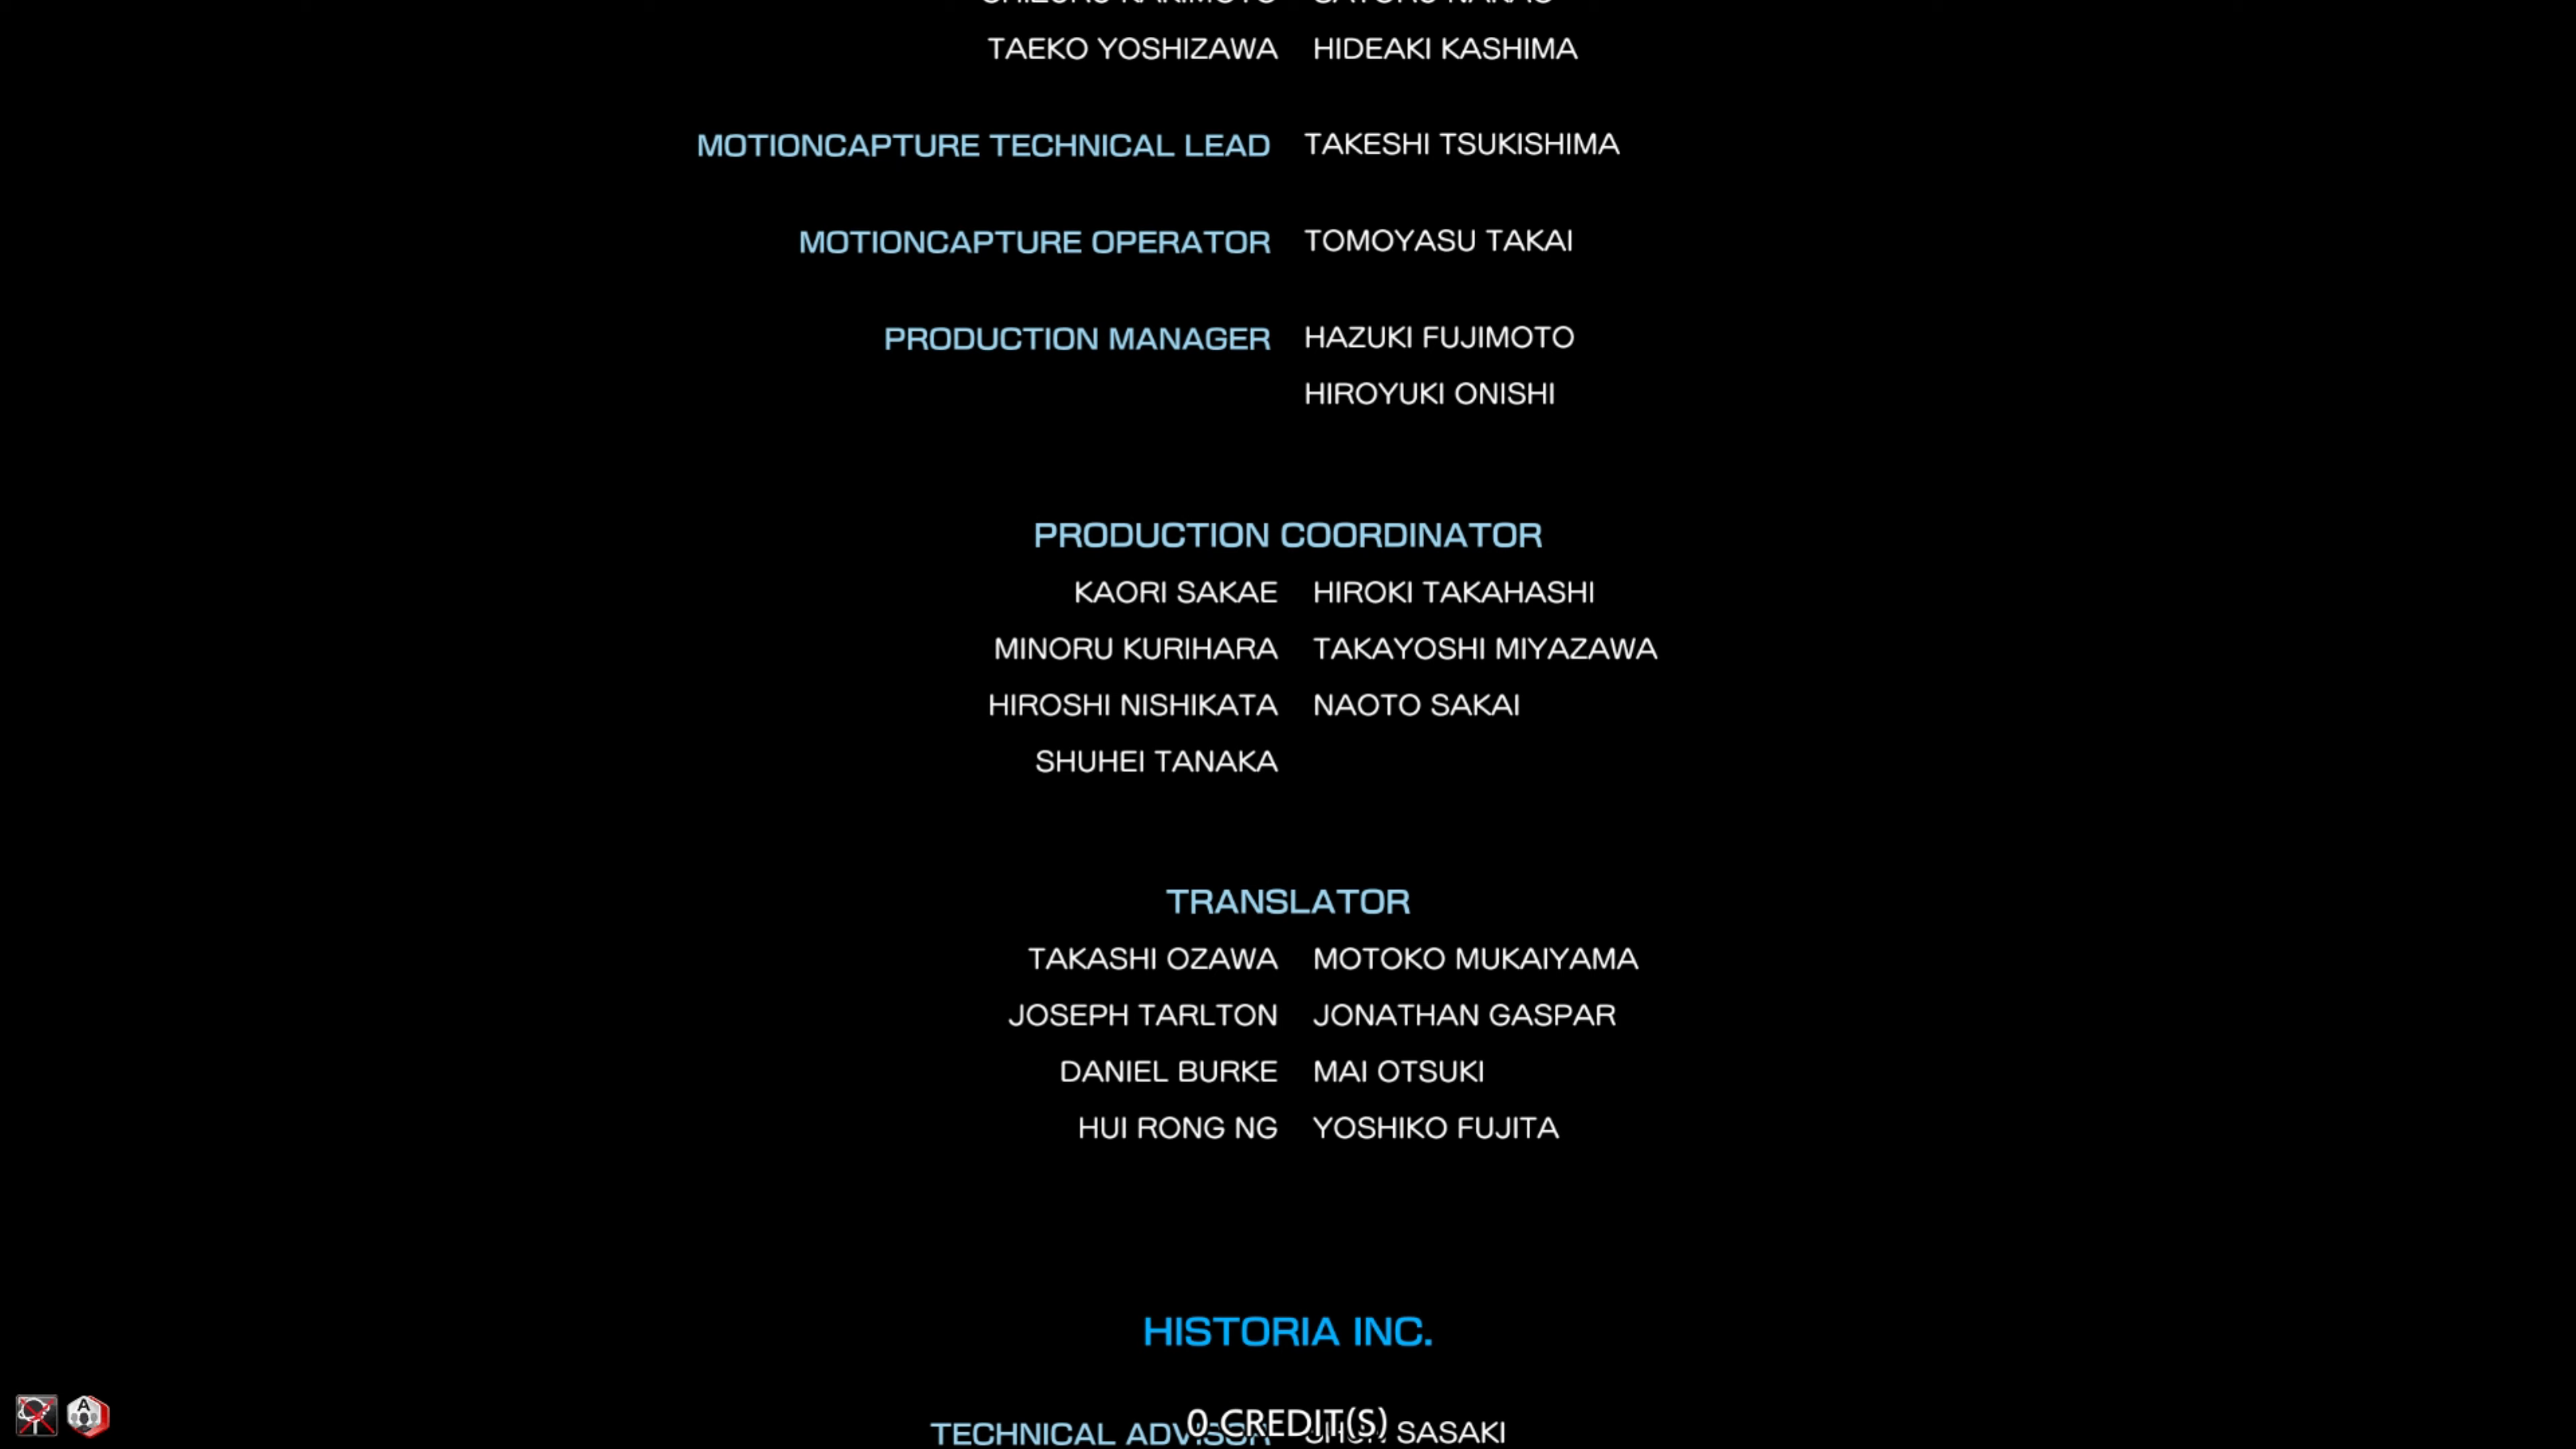 TAEKO YOSHIZAWA HIDEAKI KASHIMA
MOTIONCAPTURE TECHNICAL LEAD TAKESHI TSUKISHIMA
MOTIONCAPTURE OPERATOR TOMOYASU TAKAI
PRODUCTION MANAGER HAZUKI FUJIMOTO
HIROYUKI ONISHI
PRODUCTION COORDINATOR
KAORI SAKAE HIROKI TAKAHASHI
MINORU KURIHARA TAKAYOSHI MIYAZAWA
HIROSHI NISHIKATA NAOTO SAKAI
SHUHEI TANAKA
TRANSLATOR
TAKASHI OZAWA MOTOKO MUKAIYAMA
JOSEPH TARLTON JONATHAN GASPAR
DANIEL BURKE MAI OTSUKI
HUI RONG NG YOSHIKO FUJITA
HISTORIA INC.
A
0 CREDIT(S)
TECHNICAL ADVISOR SASAKI